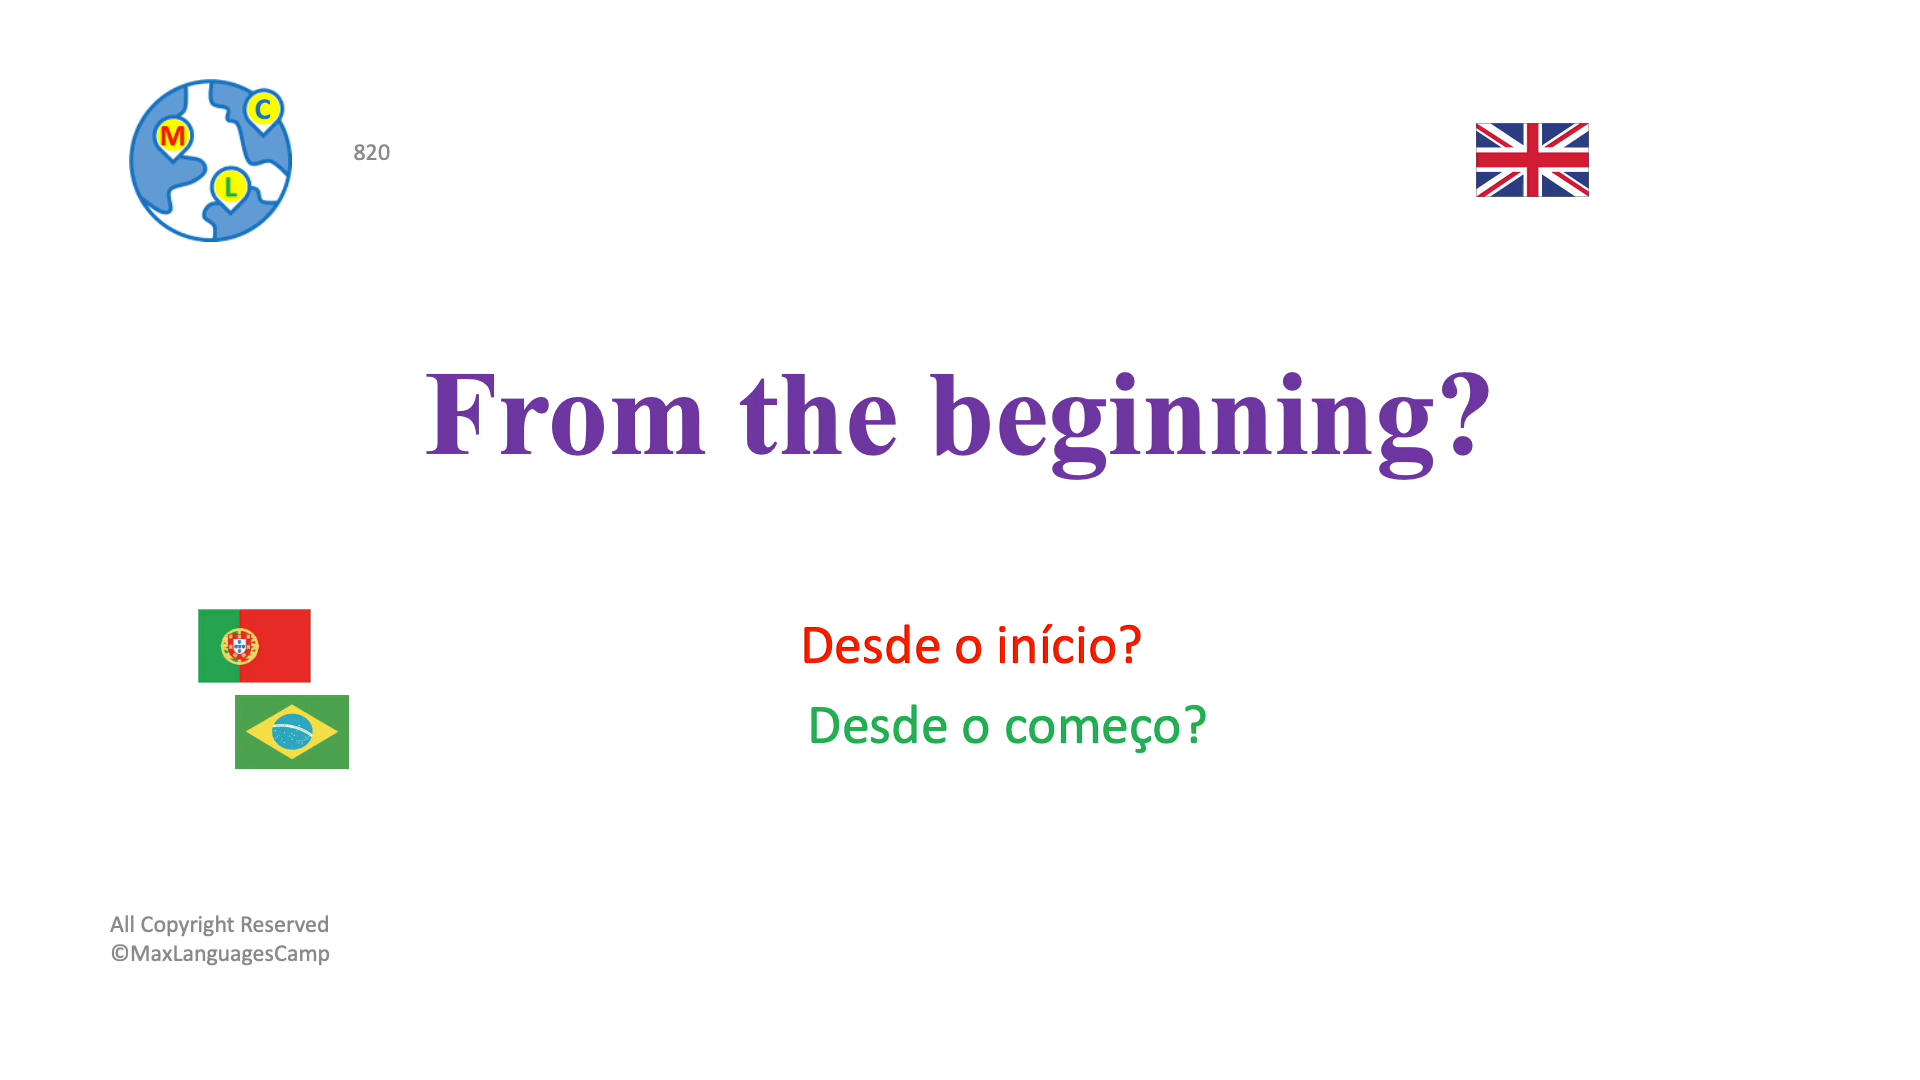 M
C
L
820
From the beginning?
Desde o início?
Desde o começo?
All Copyright Reserved
©MaxLanguagesCamp